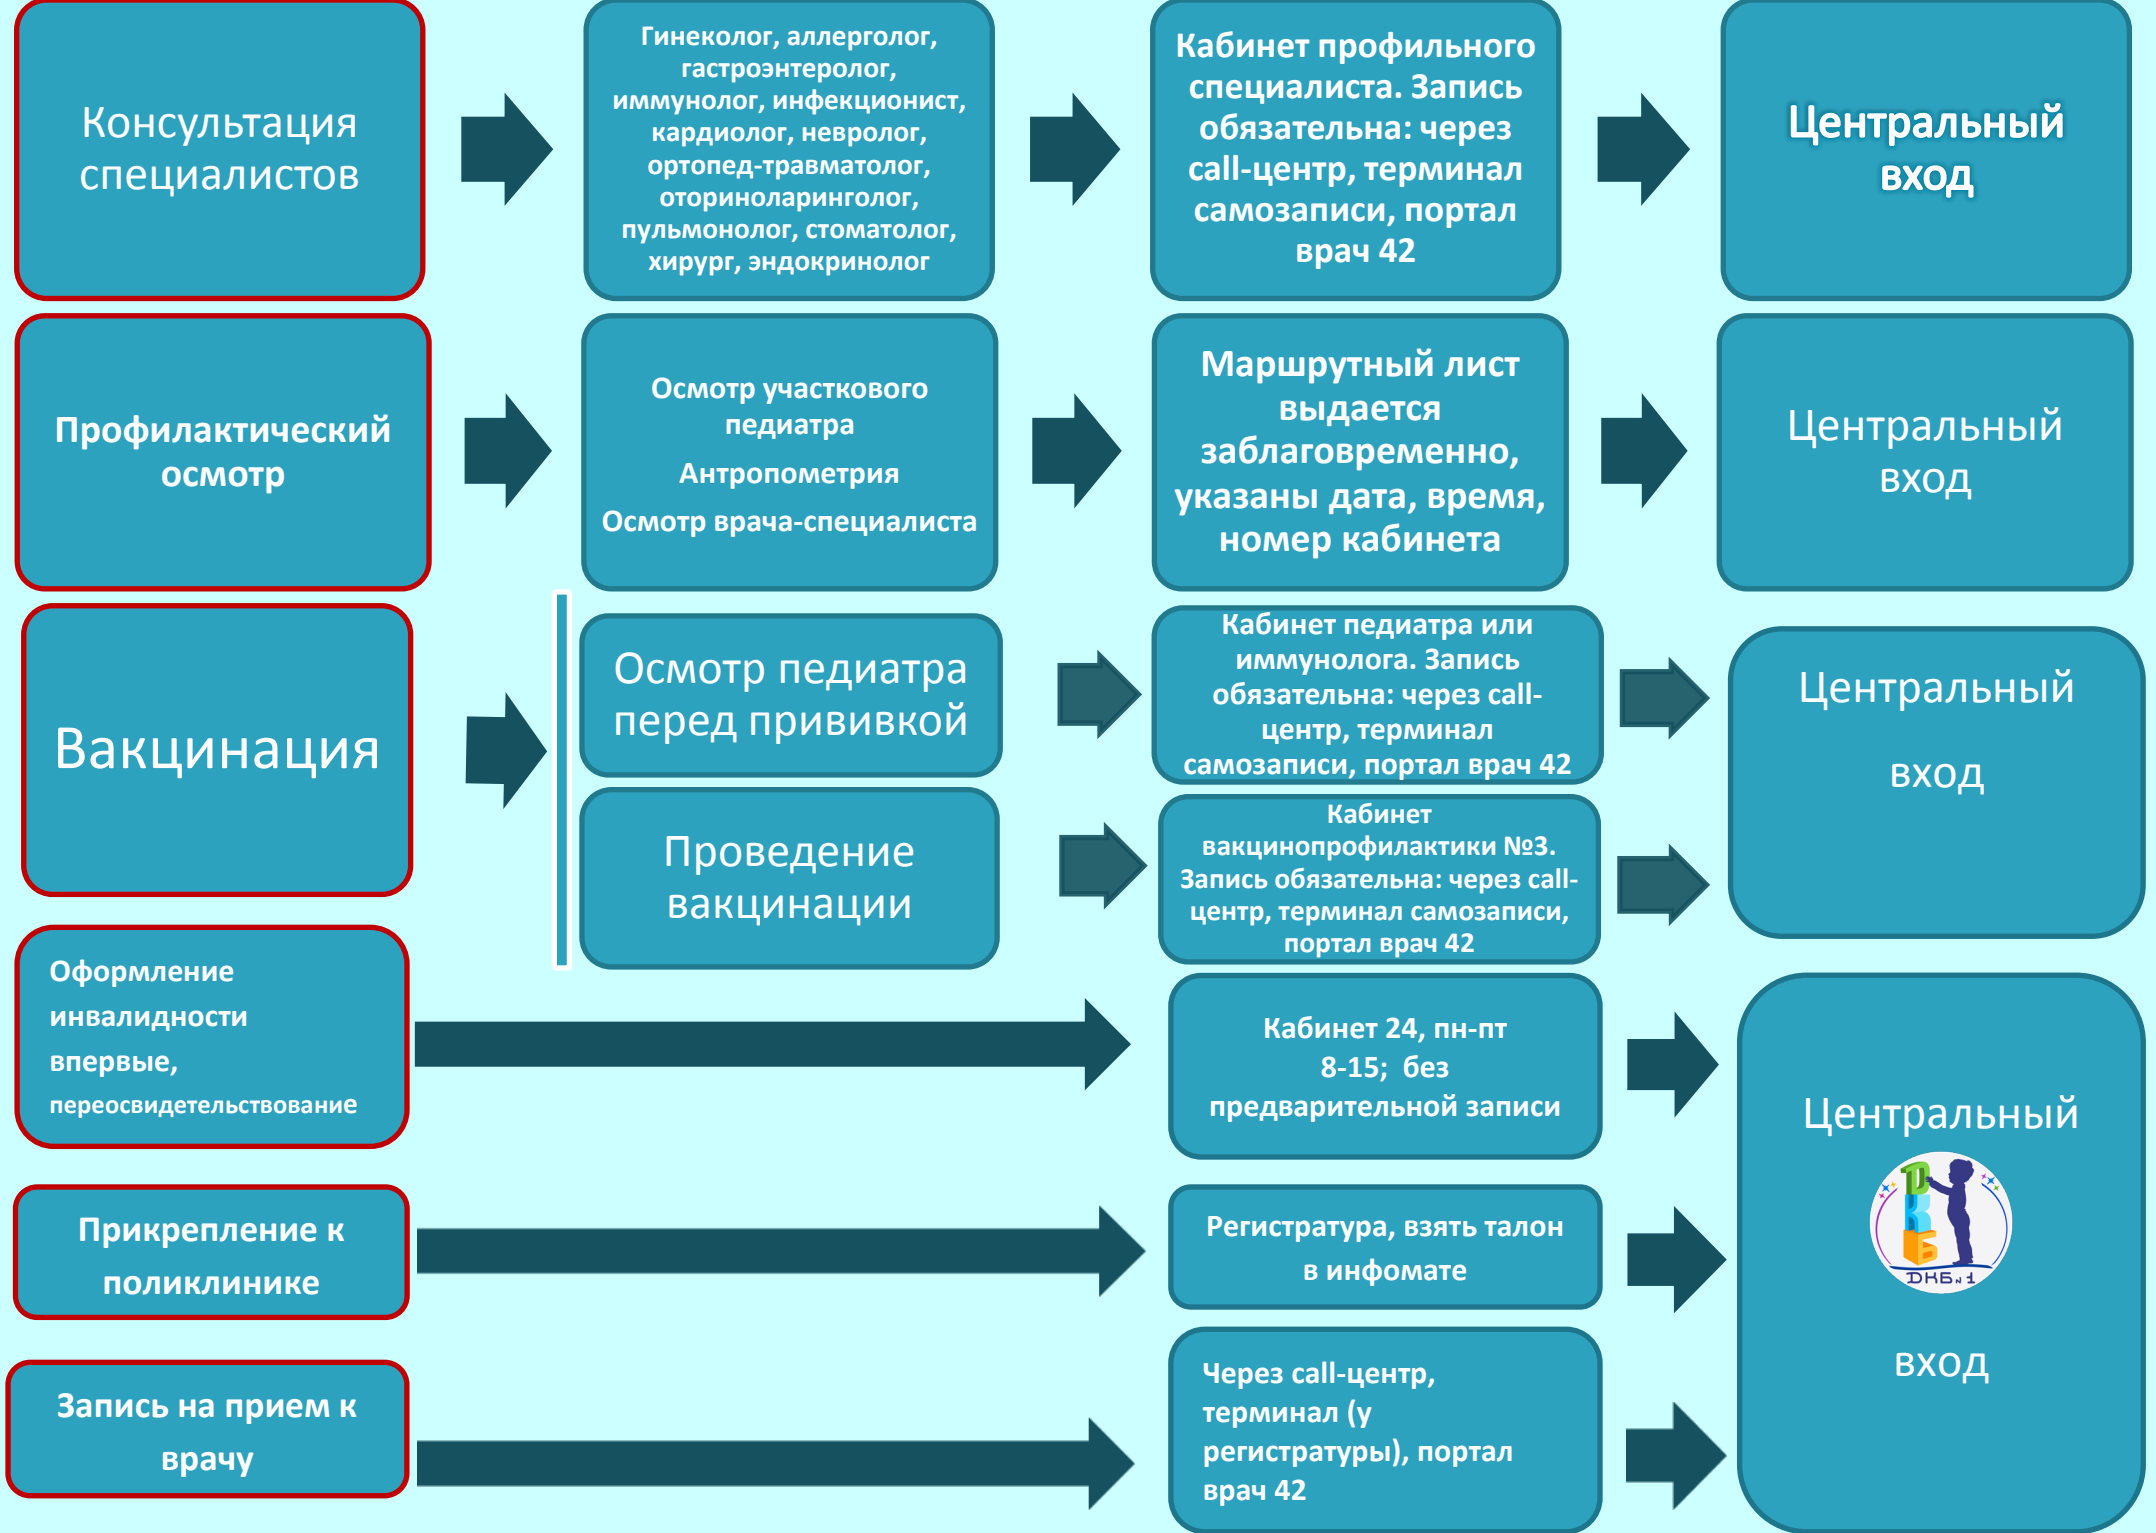 Консультация
специалистов
Гинеколог, аллерголог,
гастроэнтеролог,
иммунолог, инфекционист,
кардиолог, невролог,
ортопед-травматолог,
оториноларинголог,
пульмонолог, стоматолог,
хирург, эндокринолог
Кабинет профильного
специалиста. Запись
обязательна: через
call-центр, терминал
самозаписи, портал
врач 42
Центральный
вход
Профилактический
осмотр
Осмотр участкового
педиатра
Антропометрия
Осмотр врача-специалиста
Маршрутный лист
выдается
заблаговременно,
указаны дата, время,
номер кабинета
Центральный
вход
Вакцинация
Осмотр педиатра
перед прививкой
Кабинет педиатра или
иммунолога. Запись
обязательна: через call-
центр, терминал
самозаписи, портал врач 42
Проведение
вакцинации
Кабинет
вакцинопрофилактики №3.
Запись обязательна: через call-
центр, терминал самозаписи,
портал врач 42
Центральный
вход
Оформление
инвалидности
впервые,
переосвидетельствование
Кабинет 24, пн-пт
8-15; без
предварительной записи
Прикрепление к
поликлинике
Регистратура, взять талон
в инфомате
Запись на прием к
врачу
Через call-центр,
терминал (у
регистратуры), портал
врач 42
Центральный
ДКБ
ДКБ№1
вход